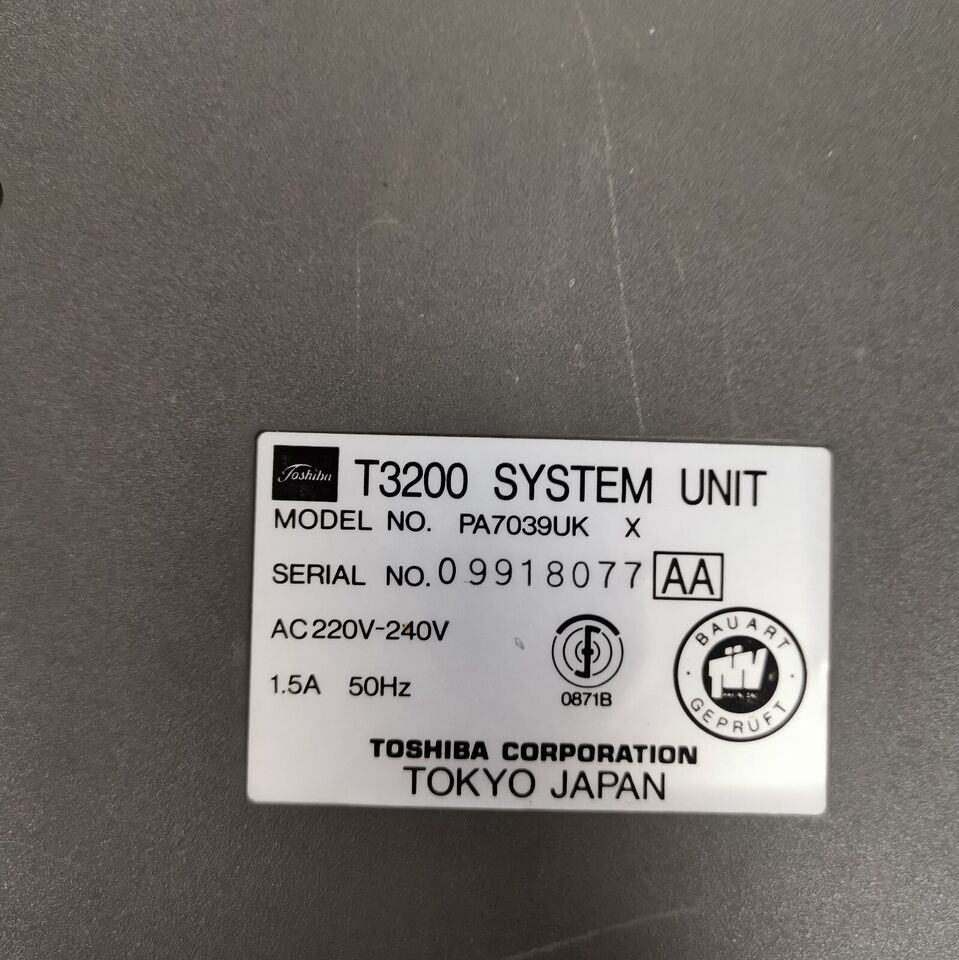 Toshiba T3200 SYSTEM UNIT
MODEL NO. PA7039UK X
SERIAL NO. 09918077 AA
AC 220V-240V
1.5A 50Hz
0871B
BAUART
TÜV
GEPRÜFT
TOSHIBA CORPORATION
TOKYO JAPAN